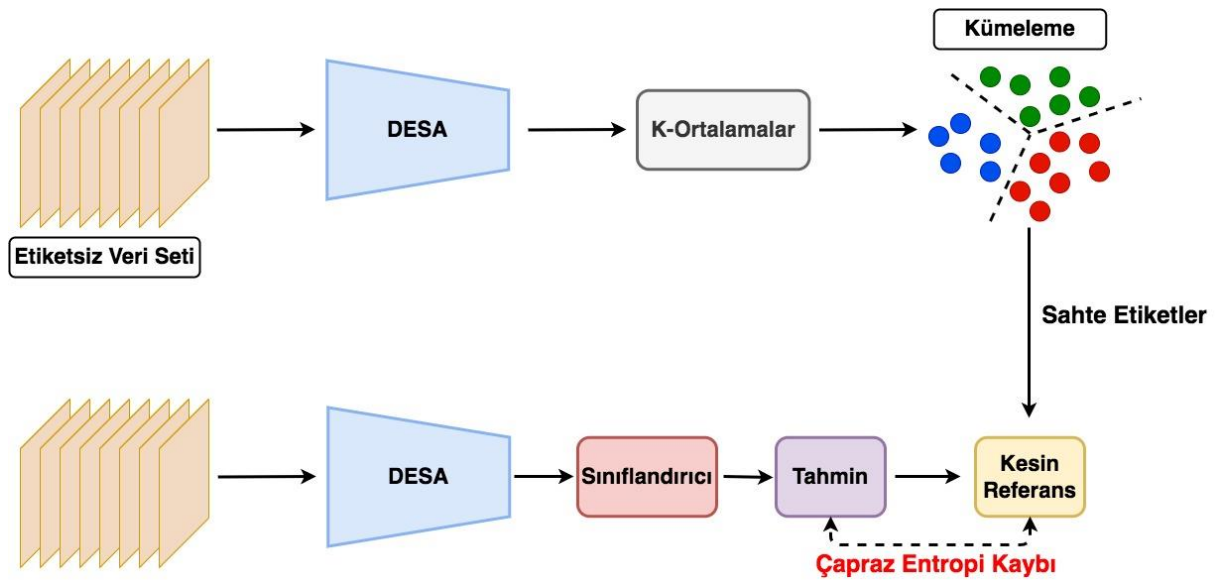 Kümeleme
DESA
K-Ortalamalar
Etiketsiz Veri Seti
Sahte Etiketler
DESA
Sınıflandırıcı
Tahmin
Kesin
Referans
Çapraz Entropi Kaybı